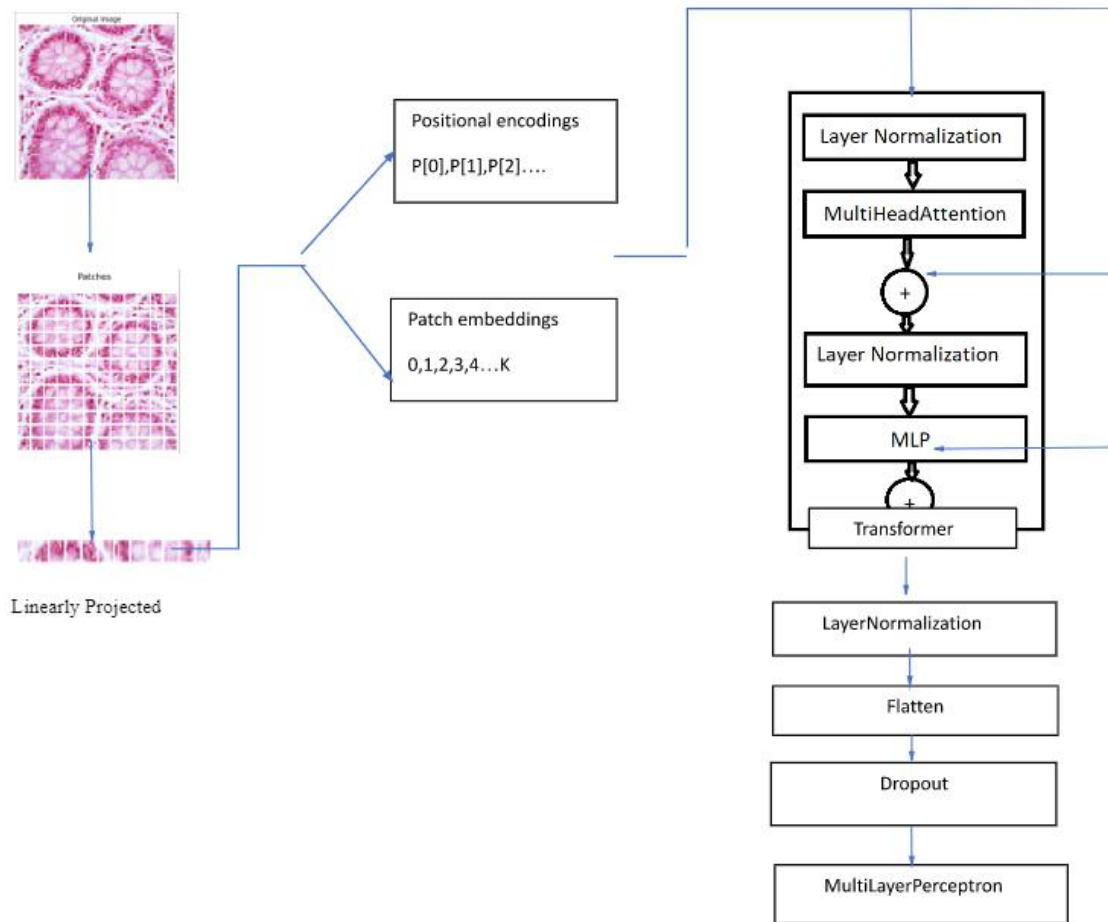 Original Image
Patches
Linearly Projected
Positional encodings
P[0],P[1],P[2]....
Patch embeddings
0,1,2,3,4...K
Layer Normalization
MultiHeadAttention
+
Layer Normalization
MLP
+
Transformer
LayerNormalization
Flatten
Dropout
MultiLayerPerceptron